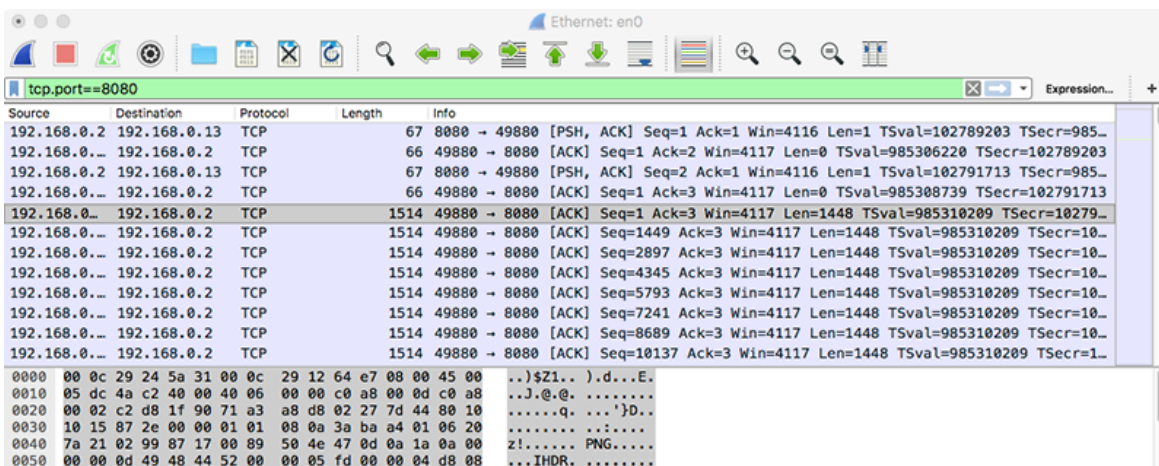 Ethernet: en0
tcp.port==8080 Expression... +
Source Destination Protocol Length Info
192.168.0.2 192.168.0.13 TCP 67 8080 → 49880 [PSH, ACK] Seq=1 Ack=1 Win=4116 Len=1 TSval=102789203 TSecr=985…
192.168.0.… 192.168.0.2 TCP 66 49880 → 8080 [ACK] Seq=1 Ack=2 Win=4117 Len=0 TSval=985306220 TSecr=102789203
192.168.0.2 192.168.0.13 TCP 67 8080 → 49880 [PSH, ACK] Seq=2 Ack=1 Win=4116 Len=1 TSval=102791713 TSecr=985…
192.168.0.… 192.168.0.2 TCP 66 49880 → 8080 [ACK] Seq=1 Ack=3 Win=4117 Len=0 TSval=985308739 TSecr=102791713
192.168.0… 192.168.0.2 TCP 1514 49880 → 8080 [ACK] Seq=1 Ack=3 Win=4117 Len=1448 TSval=985310209 TSecr=10279…
192.168.0.… 192.168.0.2 TCP 1514 49880 → 8080 [ACK] Seq=1449 Ack=3 Win=4117 Len=1448 TSval=985310209 TSecr=10…
192.168.0.… 192.168.0.2 TCP 1514 49880 → 8080 [ACK] Seq=2897 Ack=3 Win=4117 Len=1448 TSval=985310209 TSecr=10…
192.168.0.… 192.168.0.2 TCP 1514 49880 → 8080 [ACK] Seq=4345 Ack=3 Win=4117 Len=1448 TSval=985310209 TSecr=10…
192.168.0.… 192.168.0.2 TCP 1514 49880 → 8080 [ACK] Seq=5793 Ack=3 Win=4117 Len=1448 TSval=985310209 TSecr=10…
192.168.0.… 192.168.0.2 TCP 1514 49880 → 8080 [ACK] Seq=7241 Ack=3 Win=4117 Len=1448 TSval=985310209 TSecr=10…
192.168.0.… 192.168.0.2 TCP 1514 49880 → 8080 [ACK] Seq=8689 Ack=3 Win=4117 Len=1448 TSval=985310209 TSecr=10…
192.168.0.… 192.168.0.2 TCP 1514 49880 → 8080 [ACK] Seq=10137 Ack=3 Win=4117 Len=1448 TSval=985310209 TSecr=1…
0000 00 0c 29 24 5a 31 00 0c 29 12 64 e7 08 00 45 00 ..)$Z1.. ).d...E.
0010 05 dc 4a c2 40 00 40 06 00 00 c0 a8 00 0d c0 a8 ..J.@.@. ........
0020 00 02 c2 d8 1f 90 71 a3 a8 d8 02 27 7d 44 80 10 ......q. ...'}D..
0030 10 15 87 2e 00 00 01 01 08 0a 3a ba a4 01 06 20 ........ ..:....
0040 7a 21 02 99 87 17 00 89 50 4e 47 0d 0a 1a 0a 00 z!...... PNG.....
0050 00 00 0d 49 48 44 52 00 00 05 fd 00 00 04 d8 08 ...IHDR. ........